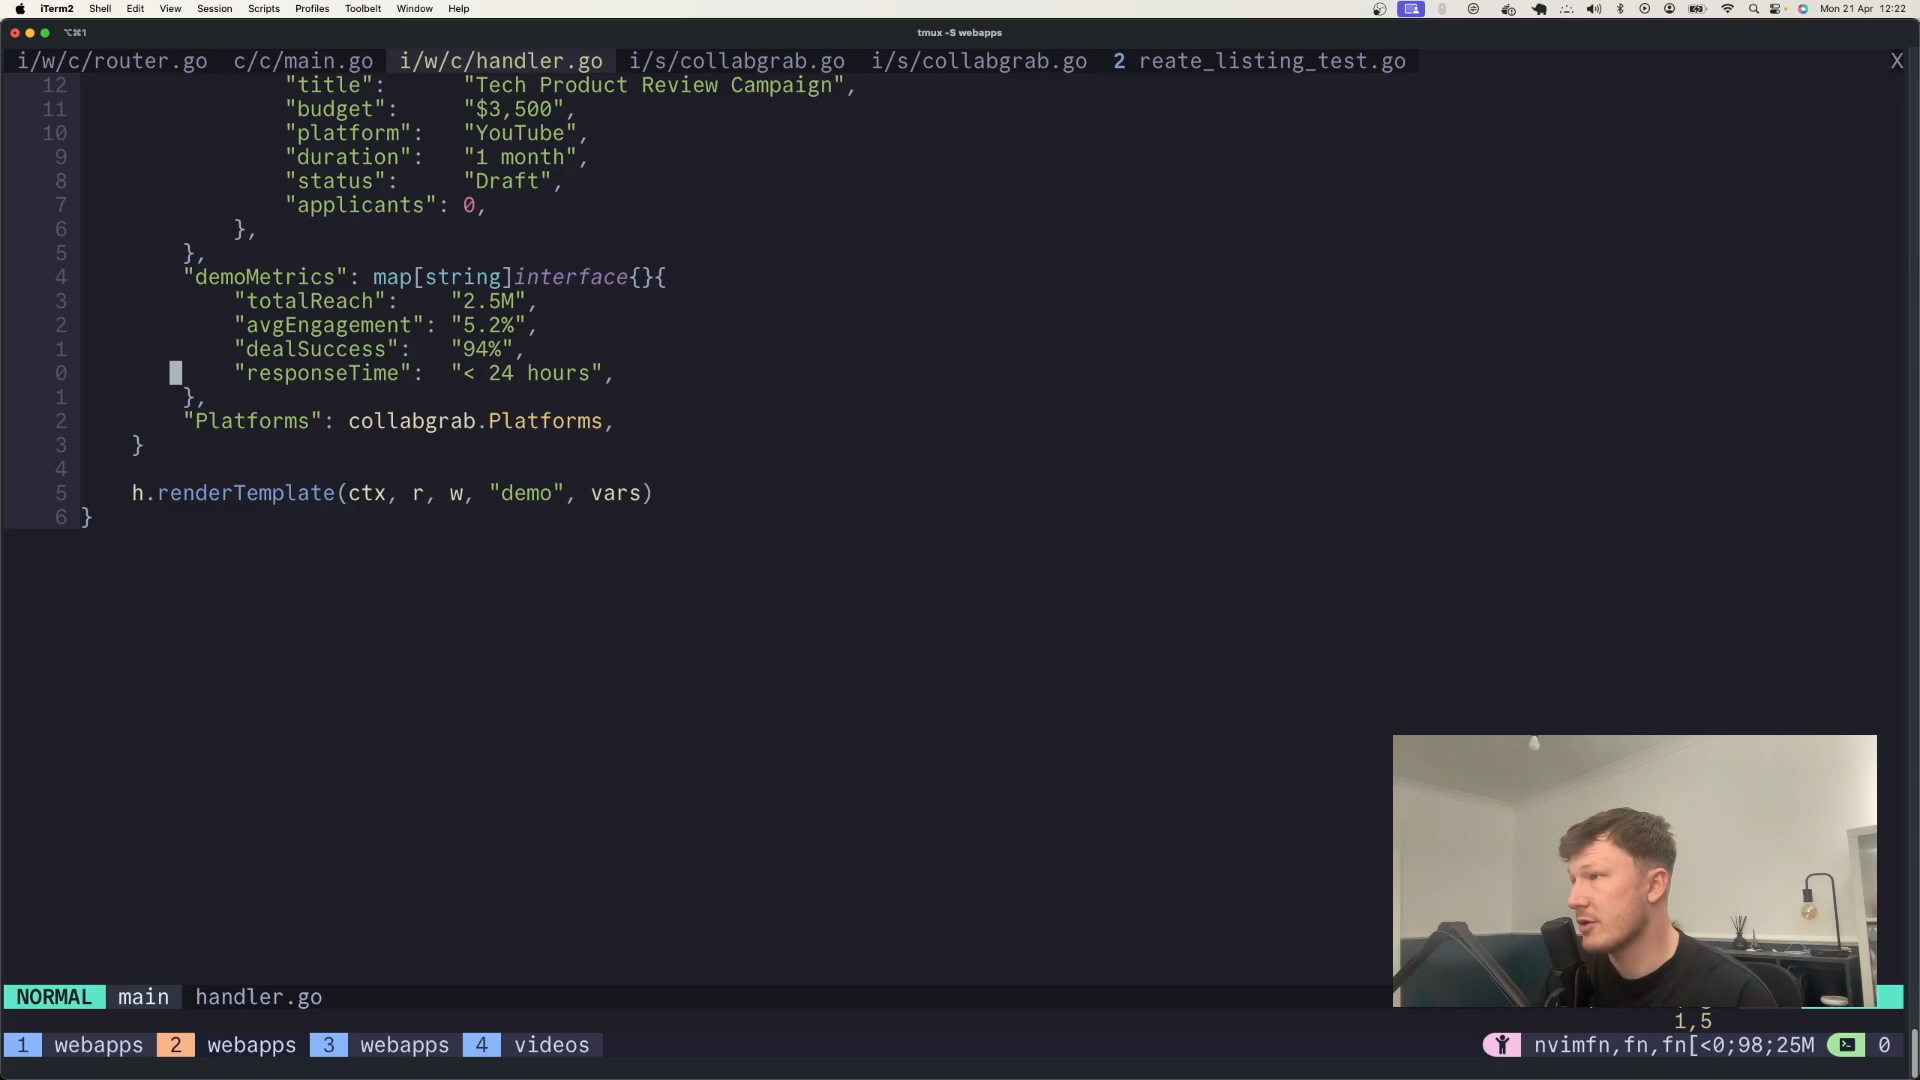 iTerm2 Shell Edit View Session Scripts Profiles Toolbelt Window Help Mon 21 Apr 12:22
⌥⌘1 tmux -S webapps
i/w/c/router.go c/c/main.go i/w/c/handler.go i/s/collabgrab.go i/s/collabgrab.go 2 reate_listing_test.go X
12 "title": "Tech Product Review Campaign",
11 "budget": "$3,500",
10 "platform": "YouTube",
9 "duration": "1 month",
8 "status": "Draft",
7 "applicants": 0,
6 },
5 },
4 "demoMetrics": map[string]interface{}{
3 "totalReach": "2.5M",
2 "avgEngagement": "5.2%",
1 "dealSuccess": "94%",
0 "responseTime": "< 24 hours",
1 },
2 "Platforms": collabgrab.Platforms,
3 }
4
5 h.renderTemplate(ctx, r, w, "demo", vars)
6 }
NORMAL main handler.go
1,5
1 webapps 2 webapps 3 webapps 4 videos nvimfn,fn,fn[<0;98;25M 0